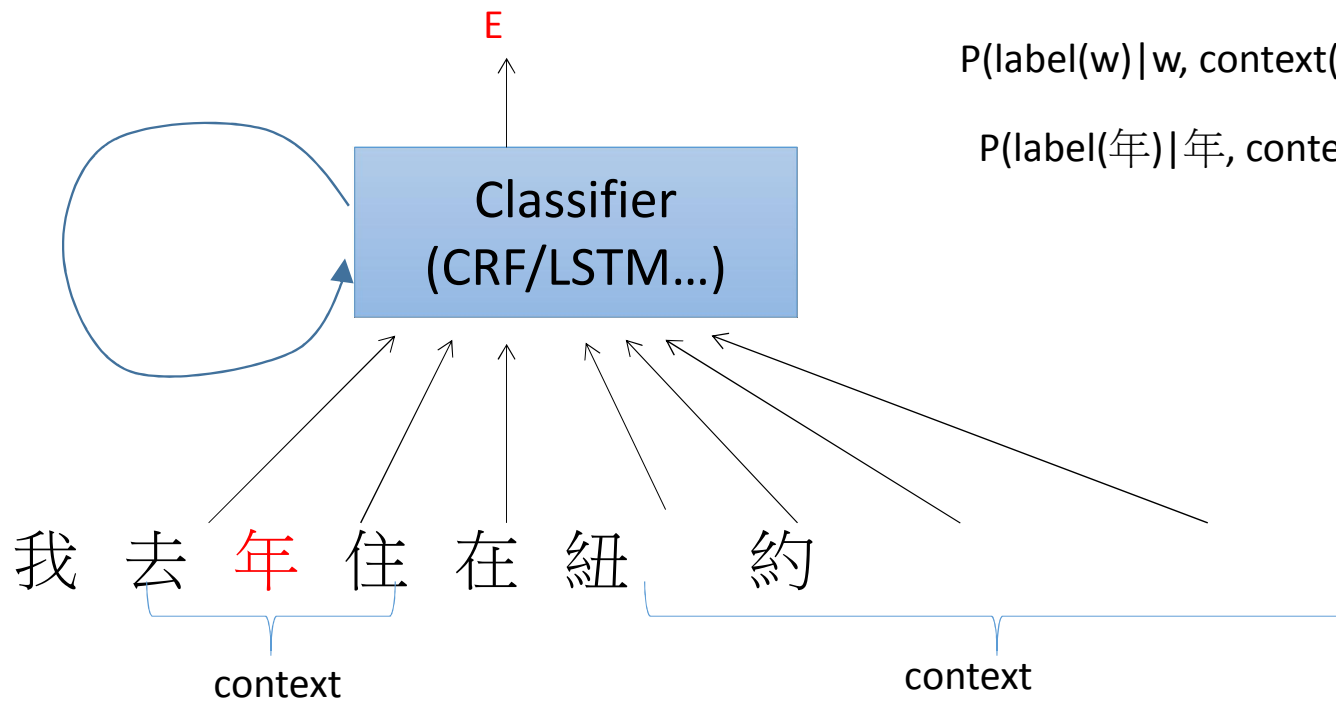 E
P(label(w)|w, context(
P(label(年)|年, conte
Classifier
(CRF/LSTM…)
我 去 年 住 在 紐 約
context
context